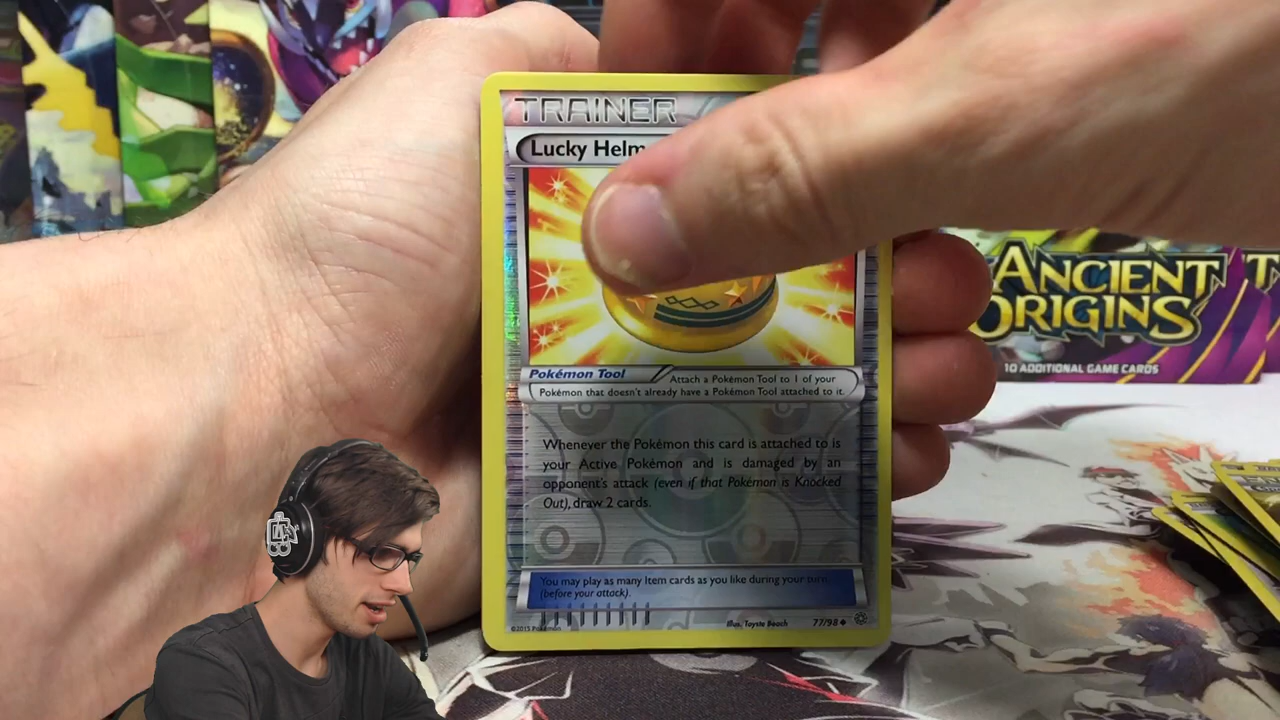 TRAINER
Lucky Helm
Pokémon Tool
Attach a Pokémon Tool to 1 of your
Pokémon that doesn't already have a Pokémon Tool attached to it.
Whenever the Pokémon this card is attached to is
your Active Pokémon and is damaged by an
opponent's attack (even if that Pokémon is Knocked
Out), draw 2 cards.
You may play as many Item cards as you like during your turn
(before your attack).
©2015 Pokémon
Illus. Toyste Beach
77/98
ANCIENT
ORIGINS
10 ADDITIONAL GAME CARDS